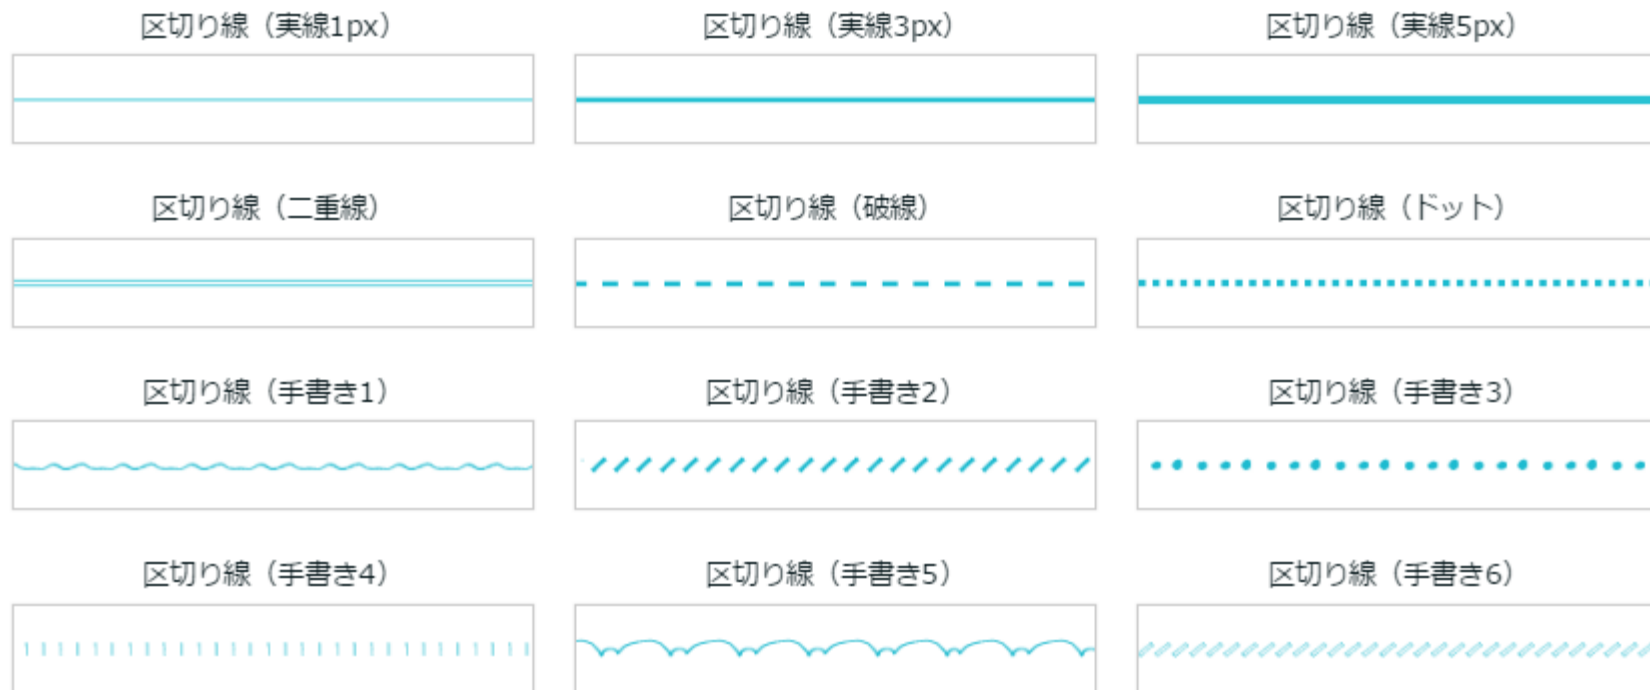 区切り線（実線1px）
区切り線（実線3px）
区切り線（実線5px）
区切り線（二重線）
区切り線（破線）
区切り線（ドット）
区切り線（手書き1）
区切り線（手書き2）
区切り線（手書き3）
区切り線（手書き4）
区切り線（手書き5）
区切り線（手書き6）